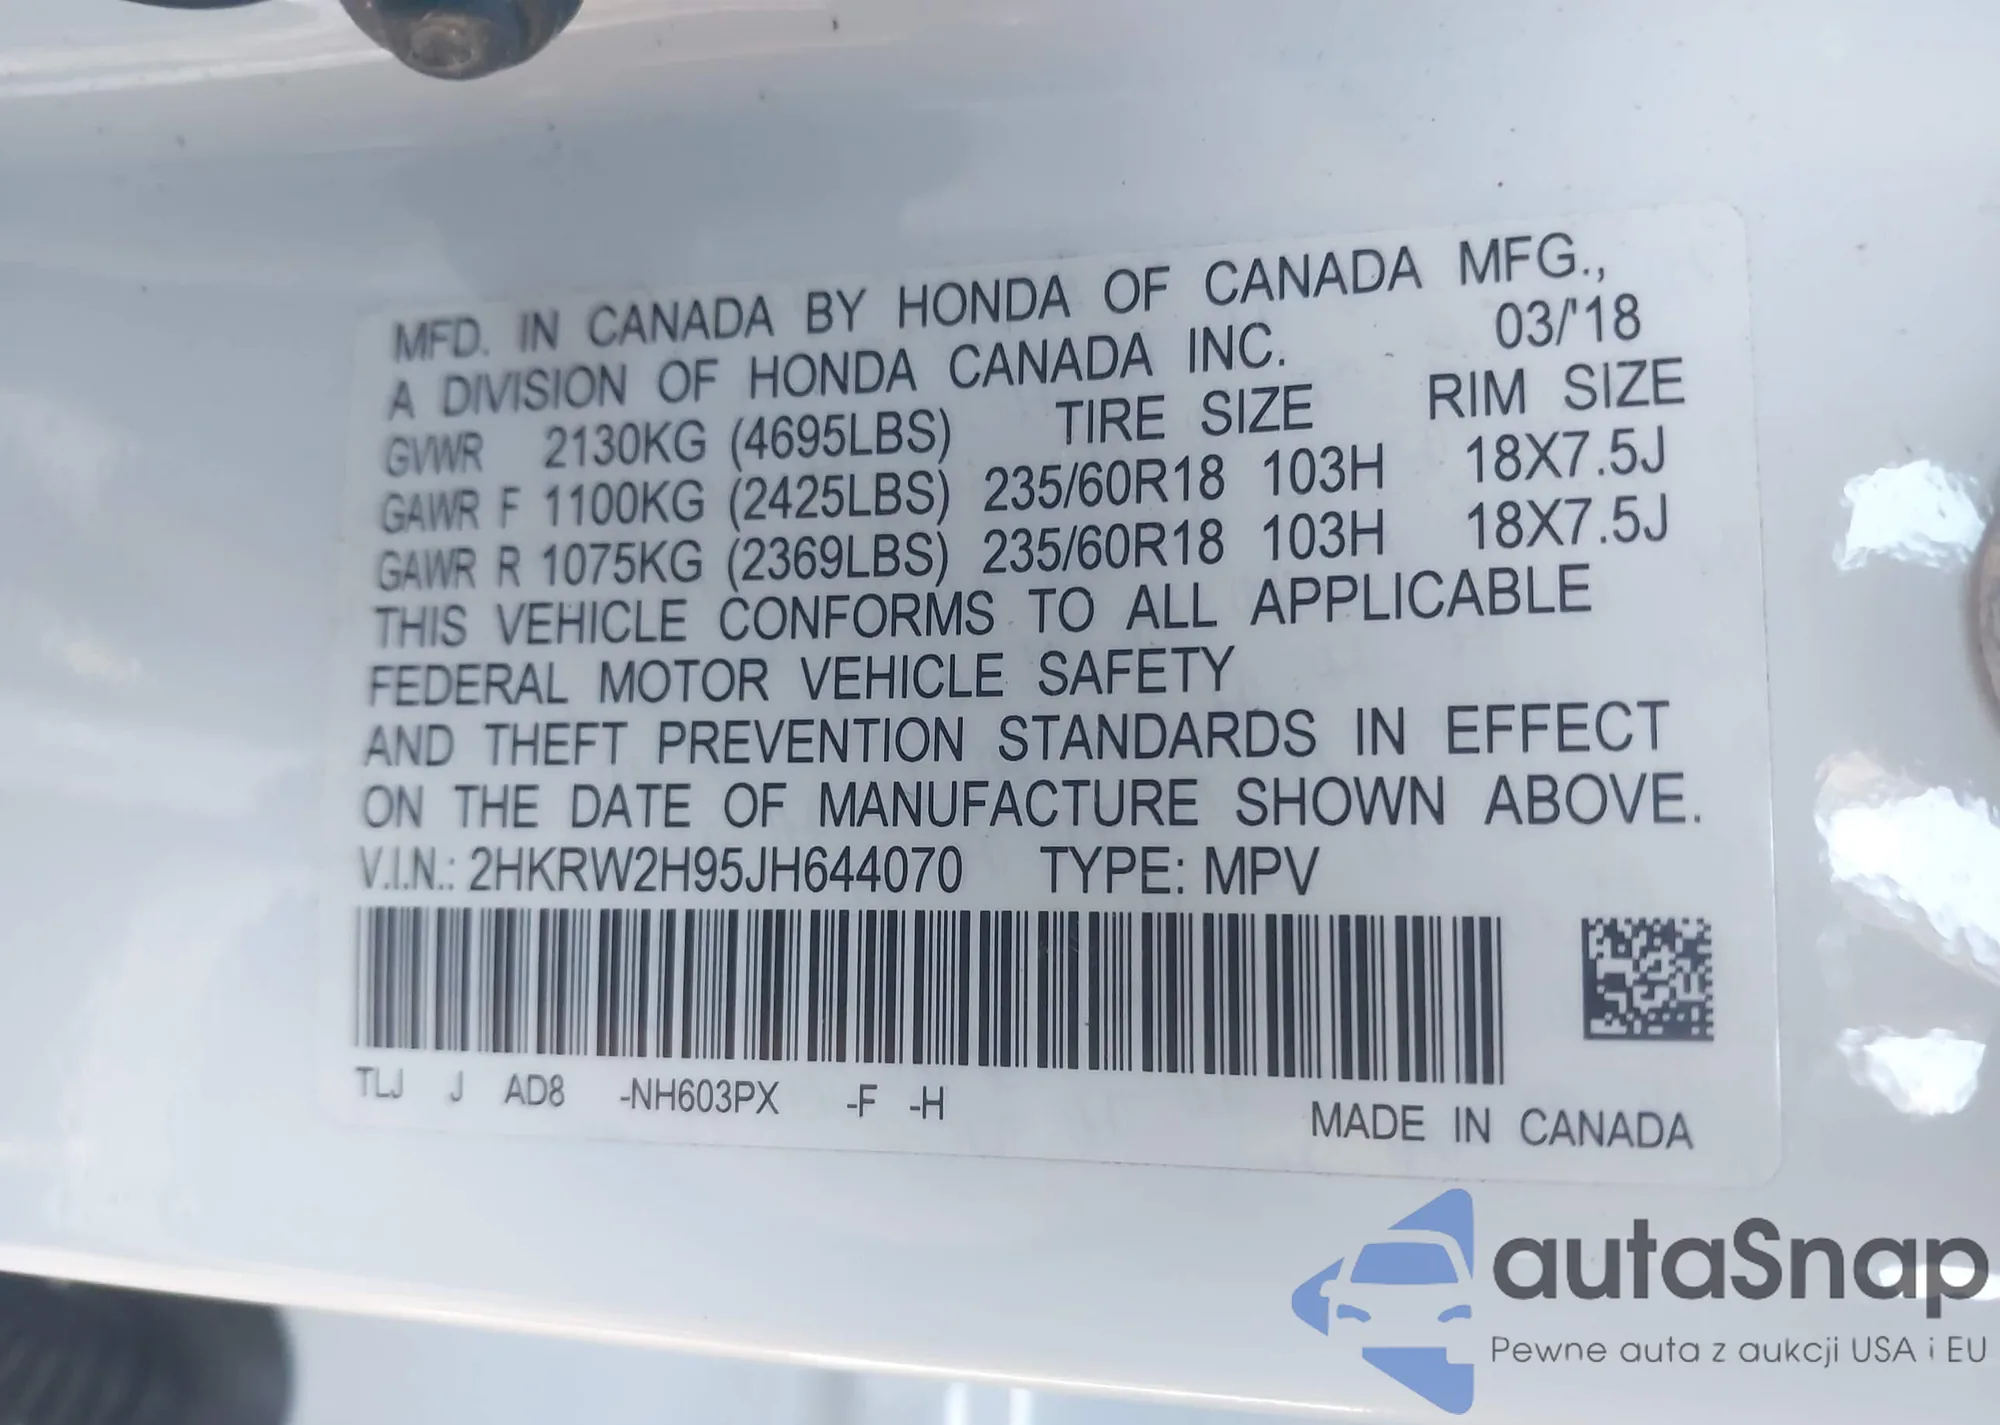 MFD. IN CANADA BY HONDA OF CANADA MFG.,
A DIVISION OF HONDA CANADA INC. 03/'18
GVWR 2130KG (4695LBS) TIRE SIZE RIM SIZE
GAWR F 1100KG (2425LBS) 235/60R18 103H 18X7.5J
GAWR R 1075KG (2369LBS) 235/60R18 103H 18X7.5J
THIS VEHICLE CONFORMS TO ALL APPLICABLE
FEDERAL MOTOR VEHICLE SAFETY
AND THEFT PREVENTION STANDARDS IN EFFECT
ON THE DATE OF MANUFACTURE SHOWN ABOVE.
V.I.N.: 2HKRW2H95JH644070 TYPE: MPV
TLJ J AD8 -NH603PX -F -H
MADE IN CANADA
autaSnap
Pewne auta z aukcji USA i EU